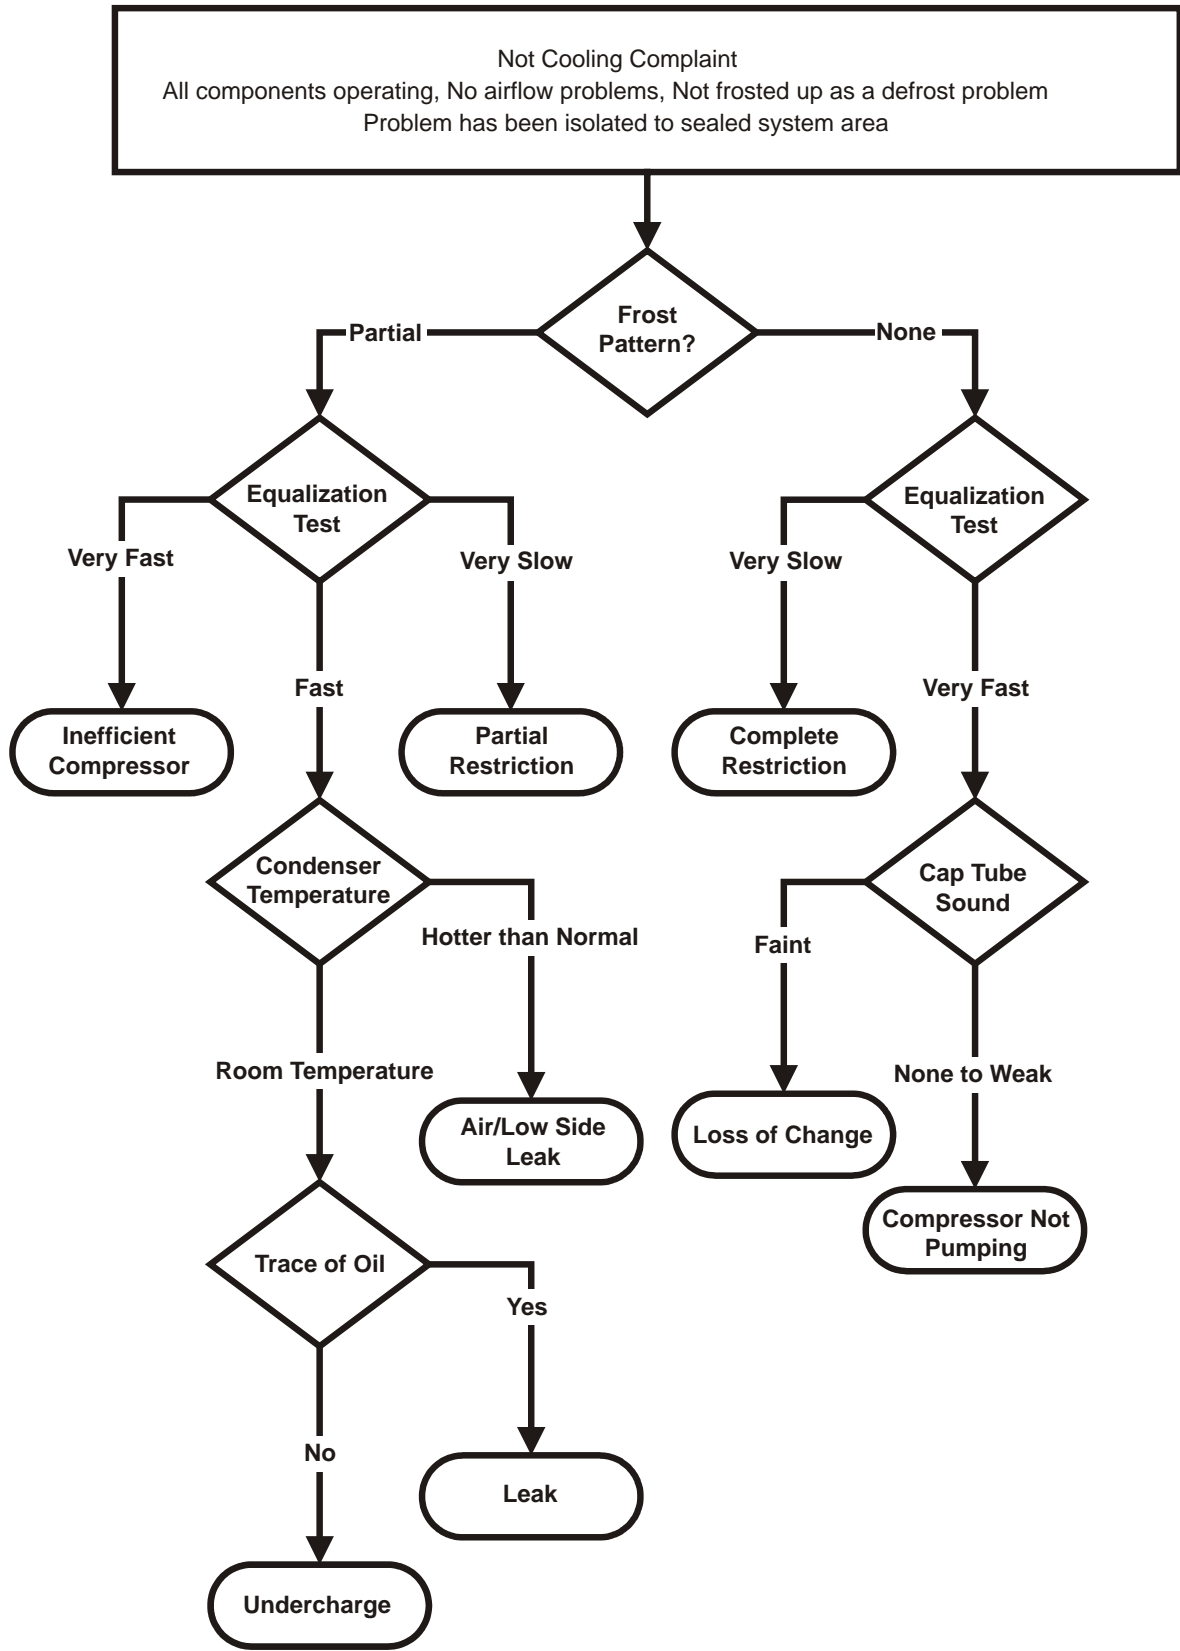 Not Cooling Complaint
All components operating, No airflow problems, Not frosted up as a defrost problem
Problem has been isolated to sealed system area
Frost
Pattern?
Partial
None
Equalization
Test
Equalization
Test
Very Fast
Very Slow
Very Slow
Fast
Very Fast
Inefficient
Compressor
Partial
Restriction
Complete
Restriction
Condenser
Temperature
Cap Tube
Sound
Hotter than Normal
Faint
Room Temperature
None to Weak
Air/Low Side
Leak
Loss of Change
Compressor Not
Pumping
Trace of Oil
Yes
No
Leak
Undercharge